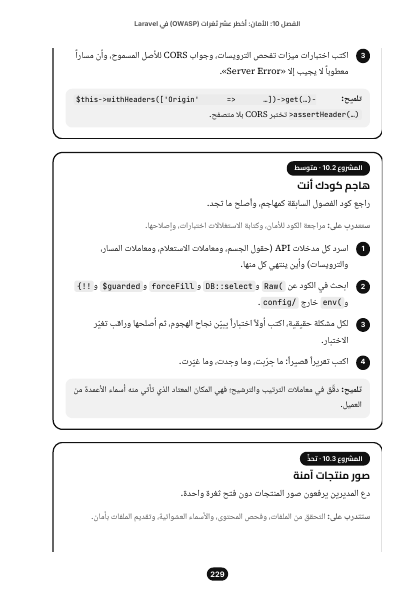 الفصل 10: الأمان: أخطر عشر ثغرات (OWASP) في Laravel
3 اكتب اختبارات ميزات تفحص الترويسات، وجواب CORS للأصل المسموح، وأن مساراً
معطوباً لا يجيب إلا «Server Error».
تلميح: $this->withHeaders(['Origin' => …])->get(…)-
>assertHeader(…) تختبر CORS بلا متصفح.
المشروع 10.2 · متوسط
هاجم كودك أنت
راجع كود الفصول السابقة كمهاجم، وأصلح ما تجد.
ستتدرب على: مراجعة الكود للأمان، وكتابة الاستغلالات اختبارات، وإصلاحها.
1 اسرد كل مدخلات API (حقول الجسم، ومعاملات الاستعلام، ومعاملات المسار،
والترويسات) وأين ينتهي كل منها.
2 ابحث في الكود عن Raw( و DB::select و forceFill و $guarded و {!!
و env( خارج config/.
3 لكل مشكلة حقيقية، اكتب أولاً اختباراً يبيّن نجاح الهجوم، ثم أصلحها وراقب تغيّر
الاختبار.
4 اكتب تقريراً قصيراً: ما جرّبت، وما وجدت، وما غيّرت.
تلميح: دقّق في معاملات الترتيب والترشيح؛ فهي المكان المعتاد الذي تأتي منه أسماء الأعمدة من
العميل.
المشروع 10.3 · تحدٍّ
صور منتجات آمنة
دع المديرين يرفعون صور المنتجات دون فتح ثغرة واحدة.
ستتدرب على: التحقق من الملفات، وفحص المحتوى، والأسماء العشوائية، وتقديم الملفات بأمان.
229